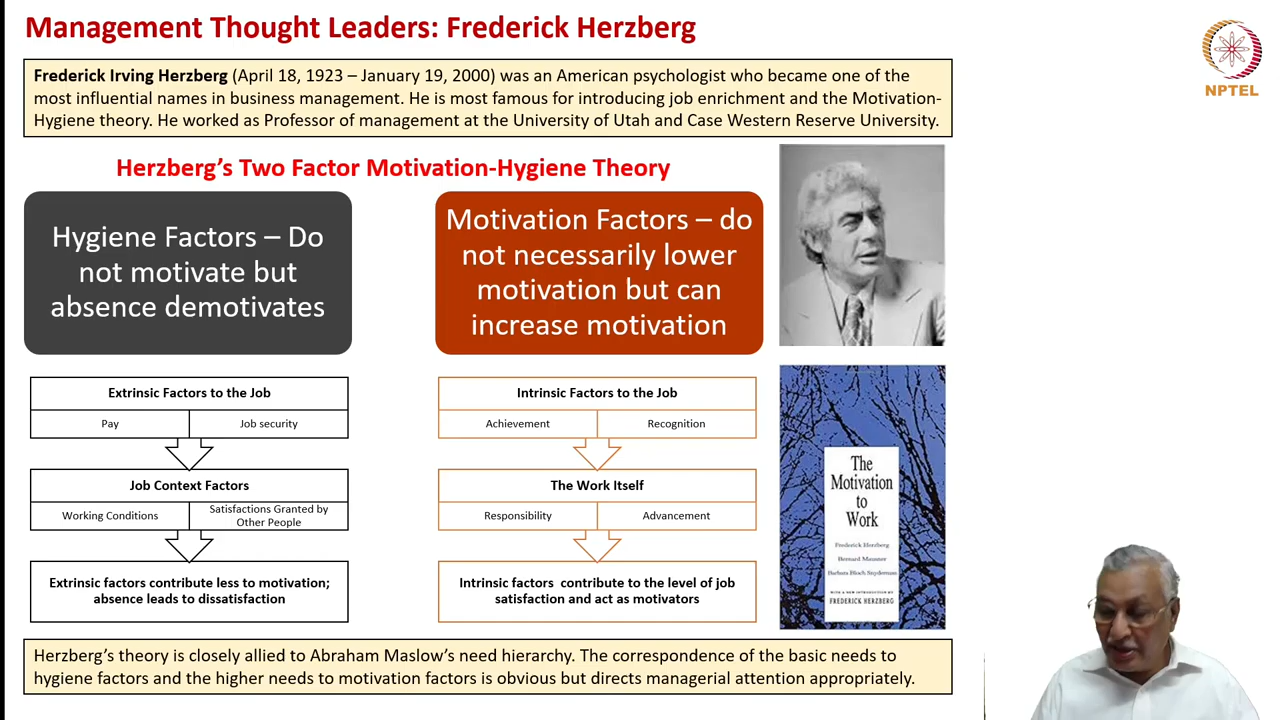 Management Thought Leaders: Frederick Herzberg
NPTEL
Frederick Irving Herzberg (April 18, 1923 – January 19, 2000) was an American psychologist who became one of the
most influential names in business management. He is most famous for introducing job enrichment and the Motivation-
Hygiene theory. He worked as Professor of management at the University of Utah and Case Western Reserve University.
Herzberg's Two Factor Motivation-Hygiene Theory
Hygiene Factors – Do
not motivate but
absence demotivates
Motivation Factors – do
not necessarily lower
motivation but can
increase motivation
Extrinsic Factors to the Job
Pay
Job security
Job Context Factors
Working Conditions
Satisfactions Granted by
Other People
Extrinsic factors contribute less to motivation;
absence leads to dissatisfaction
Intrinsic Factors to the Job
Achievement
Recognition
The Work Itself
Responsibility
Advancement
Intrinsic factors contribute to the level of job
satisfaction and act as motivators
The
Motivation
to
Work
Frederick Herzberg
Bernard Mausner
Barbara Bloch Snyderman
WITH A NEW INTRODUCTION BY
FREDERICK HERZBERG
Herzberg's theory is closely allied to Abraham Maslow's need hierarchy. The correspondence of the basic needs to
hygiene factors and the higher needs to motivation factors is obvious but directs managerial attention appropriately.